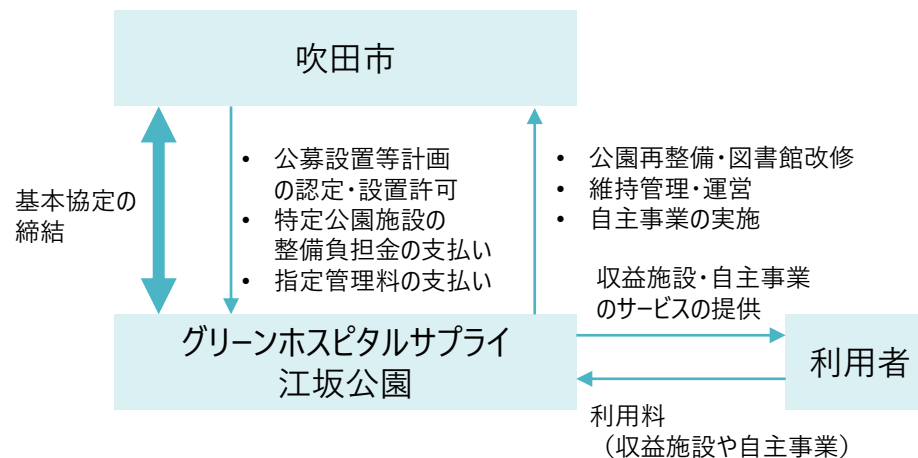 吹田市
基本協定の
締結
• 公募設置等計画
の認定・設置許可
• 特定公園施設の
整備負担金の支払い
• 指定管理料の支払い
• 公園再整備・図書館改修
• 維持管理・運営
• 自主事業の実施
収益施設・自主事業
のサービスの提供
グリーンホスピタルサプライ
江坂公園
利用者
利用料
（収益施設や自主事業）